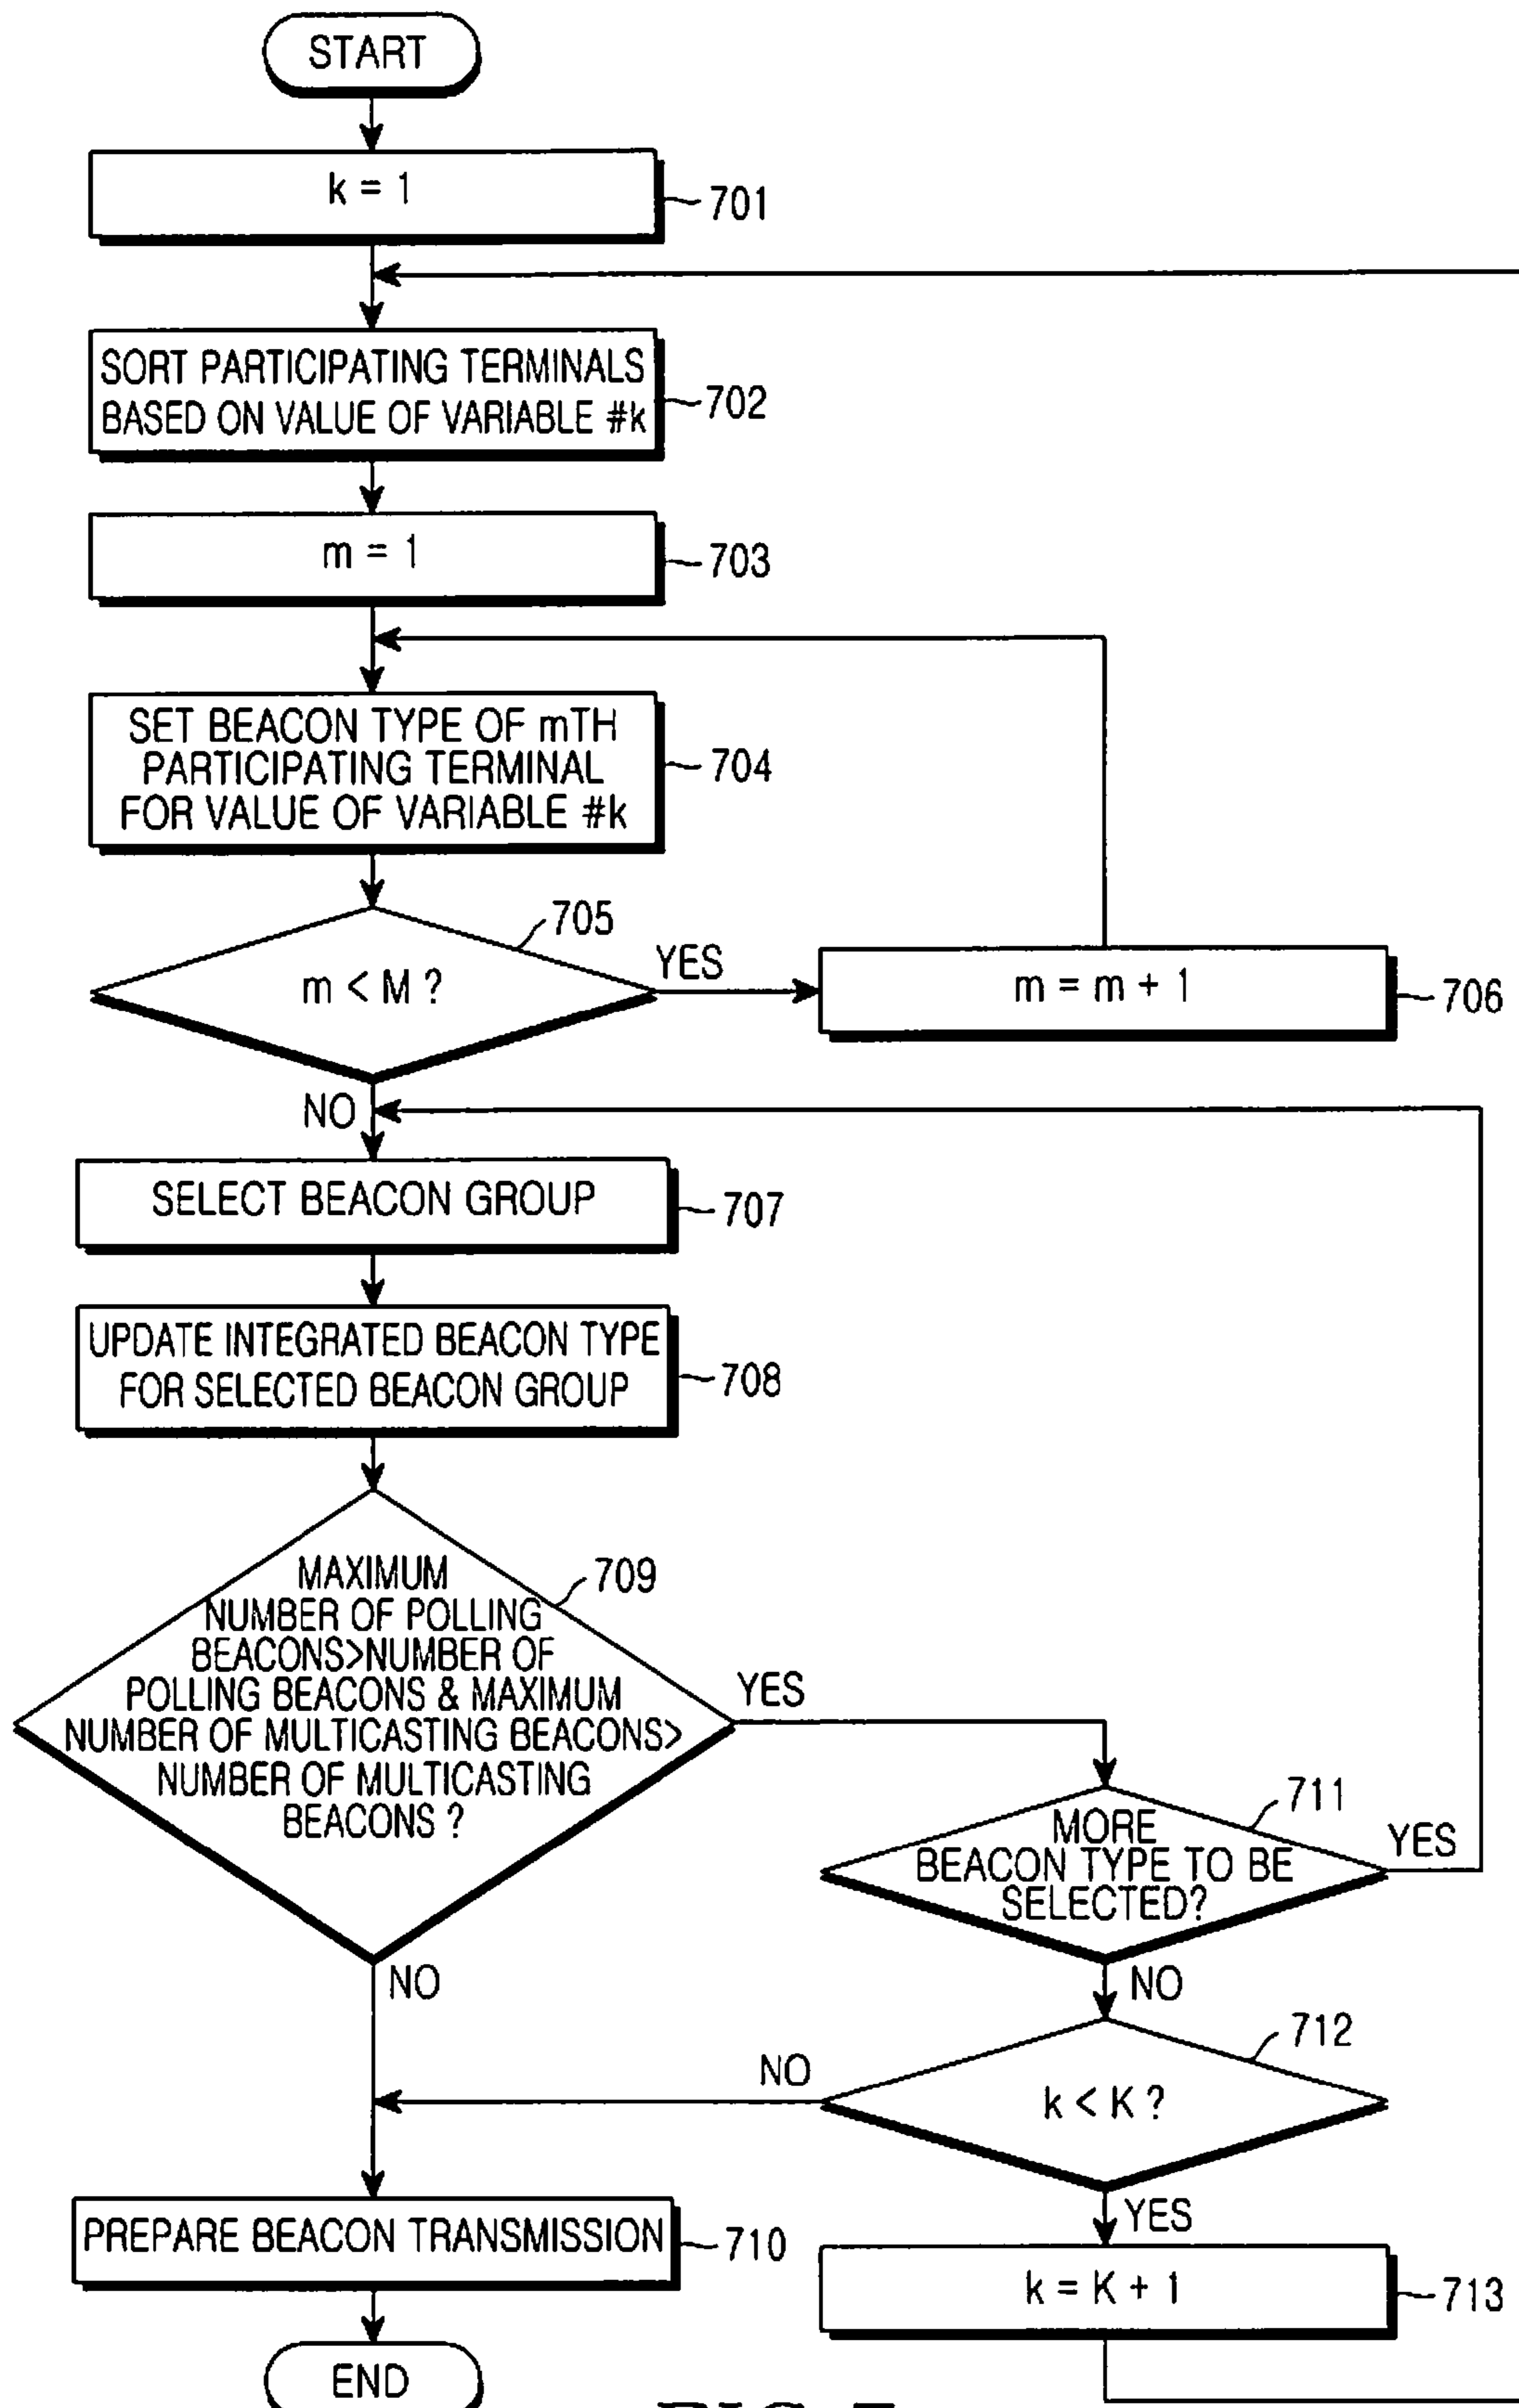 START
k = 1
701
SORT PARTICIPATING TERMINALS
BASED ON VALUE OF VARIABLE #k
702
m = 1
703
SET BEACON TYPE OF mTH
PARTICIPATING TERMINAL
FOR VALUE OF VARIABLE #k
704
705
m < M ?
YES
m = m + 1
706
NO
SELECT BEACON GROUP
707
UPDATE INTEGRATED BEACON TYPE
FOR SELECTED BEACON GROUP
708
709
MAXIMUM
NUMBER OF POLLING
BEACONS>NUMBER OF
POLLING BEACONS & MAXIMUM
NUMBER OF MULTICASTING BEACONS>
NUMBER OF MULTICASTING
BEACONS ?
YES
NO
711
MORE
BEACON TYPE TO BE
SELECTED?
YES
NO
712
k < K ?
NO
YES
PREPARE BEACON TRANSMISSION
710
k = K + 1
713
END